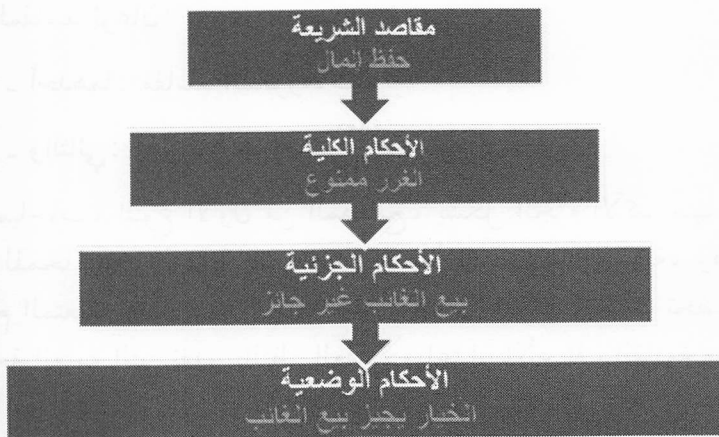 مقاصد الشريعة
حفظ المال
الأحكام الكلية
الغرر ممنوع
الأحكام الجزئية
بيع الغائب غير جائز
الأحكام الوضعية
الخيار يجيز بيع الغائب